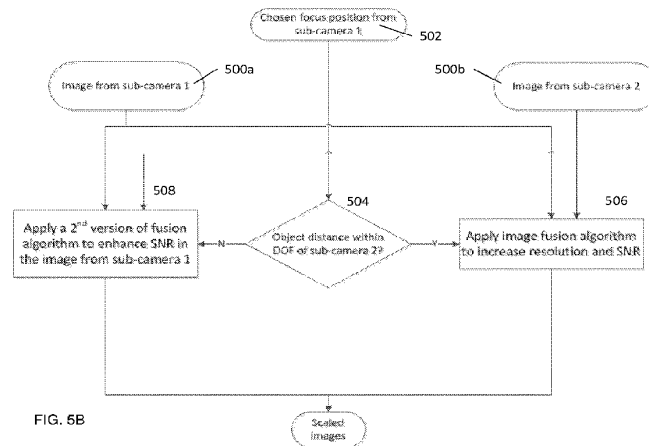 Chosen focus position from
sub-camera 1
502
500a
Image from sub-camera 1
500b
Image from sub-camera 2
508
504
506
Apply a 2nd version of fusion
algorithm to enhance SNR in
the image from sub-camera 1
N
Object distance within
DOF of sub-camera 2?
Y
Apply image fusion algorithm
to increase resolution and SNR
FIG. 5B
Scaled
images